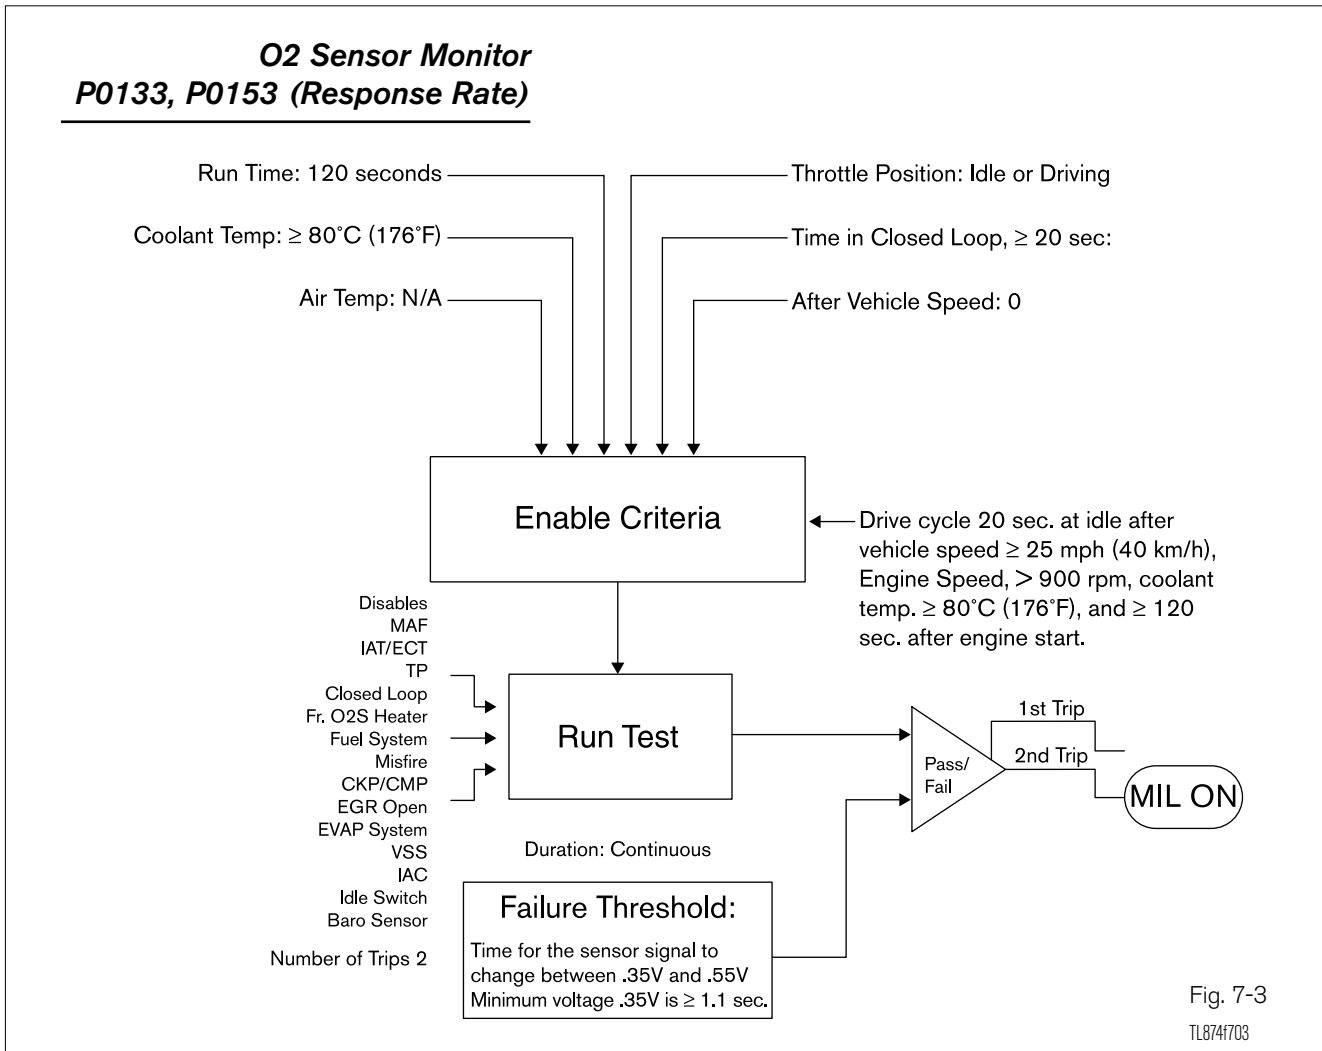 O2 Sensor Monitor
P0133, P0153 (Response Rate)
Run Time: 120 seconds
Throttle Position: Idle or Driving
Coolant Temp: ≥ 80°C (176°F)
Time in Closed Loop, ≥ 20 sec:
Air Temp: N/A
After Vehicle Speed: 0
Enable Criteria
Drive cycle 20 sec. at idle after
vehicle speed ≥ 25 mph (40 km/h),
Engine Speed, > 900 rpm, coolant
temp. ≥ 80°C (176°F), and ≥ 120
sec. after engine start.
Disables
MAF
IAT/ECT
TP
Closed Loop
Fr. O2S Heater
Fuel System
Misfire
CKP/CMP
EGR Open
EVAP System
VSS
IAC
Idle Switch
Baro Sensor
Number of Trips 2
Run Test
Duration: Continuous
Pass/
Fail
1st Trip
2nd Trip
MIL ON
Failure Threshold:
Time for the sensor signal to
change between .35V and .55V
Minimum voltage .35V is ≥ 1.1 sec.
Fig. 7-3
TL874f703